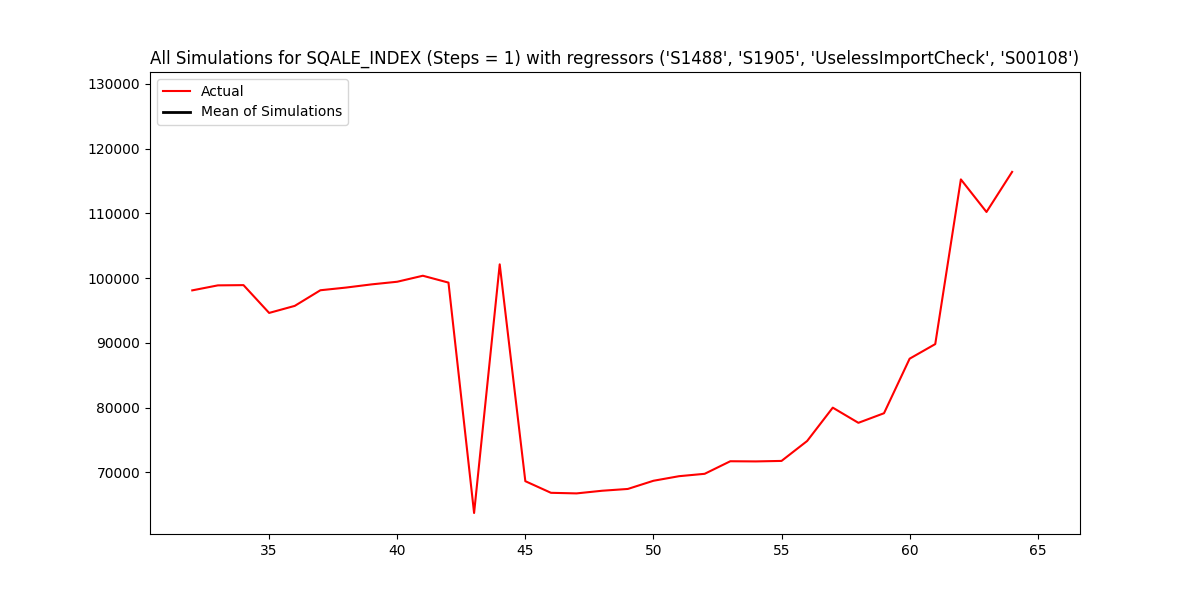 All Simulations for SQALE_INDEX (Steps = 1) with regressors ('S1488', 'S1905', 'UselessImportCheck', 'S00108')
Actual
Mean of Simulations
130000
120000
110000
100000
90000
80000
70000
35 40 45 50 55 60 65